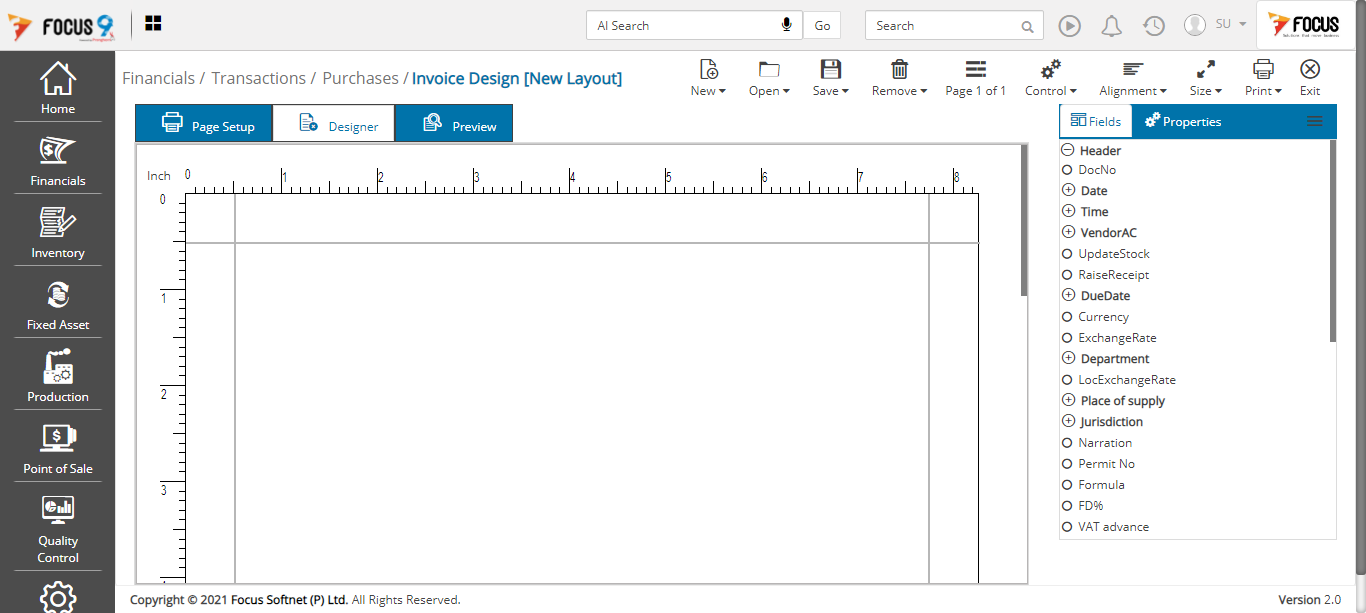 FOCUS 9
AI Search
Go
Search
SU
FOCUS
Home
Financials
Inventory
Fixed Asset
Production
Point of Sale
Quality
Control
Financials / Transactions / Purchases / Invoice Design [New Layout]
New
Open
Save
Remove
Page 1 of 1
Control
Alignment
Size
Print
Exit
Page Setup
Designer
Preview
Fields
Properties
Inch 0 1 2 3 4 5 6 7 8
0
1
2
3
Header
DocNo
Date
Time
VendorAC
UpdateStock
RaiseReceipt
DueDate
Currency
ExchangeRate
Department
LocExchangeRate
Place of supply
Jurisdiction
Narration
Permit No
Formula
FD%
VAT advance
Copyright © 2021 Focus Softnet (P) Ltd. All Rights Reserved.
Version 2.0